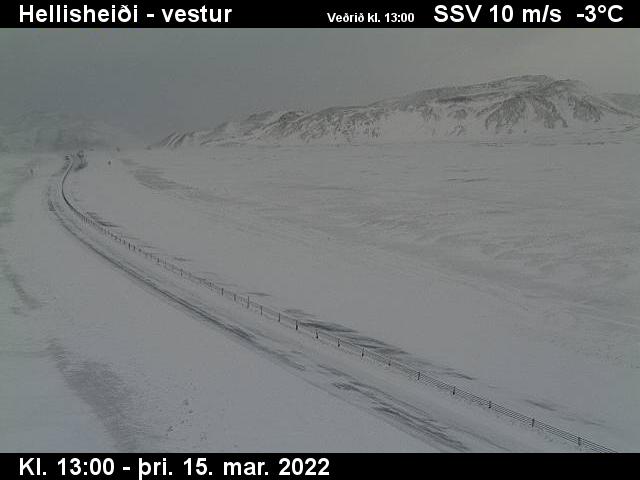 Hellisheiði - vestur Veðrið kl. 13:00 SSV 10 m/s -3°C
Kl. 13:00 - þri. 15. mar. 2022